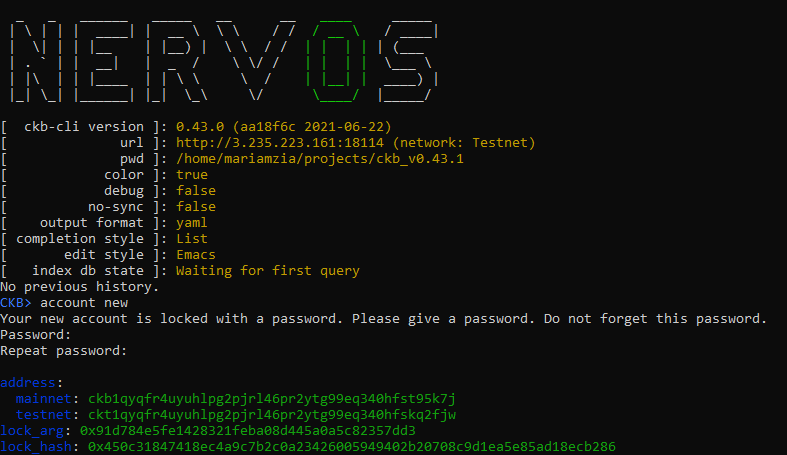 NERVOS
[  ckb-cli version ]: 0.43.0 (aa18f6c 2021-06-22)
[              url ]: http://3.235.223.161:18114 (network: Testnet)
[              pwd ]: /home/mariamzia/projects/ckb_v0.43.1
[            color ]: true
[            debug ]: false
[          no-sync ]: false
[    output format ]: yaml
[ completion style ]: List
[       edit style ]: Emacs
[   index db state ]: Waiting for first query
No previous history.
CKB> account new
Your new account is locked with a password. Please give a password. Do not forget this password.
Password:
Repeat password:
address:
  mainnet: ckb1qyqfr4uyuhlpg2pjrl46pr2ytg99eq340hfst95k7j
  testnet: ckt1qyqfr4uyuhlpg2pjrl46pr2ytg99eq340hfskq2fjw
lock_arg: 0x91d784e5fe1428321feba08d445a0a5c82357dd3
lock_hash: 0x450c31847418ec4a9c7b2c0a23426005949402b20708c9d1ea5e85ad18ecb286